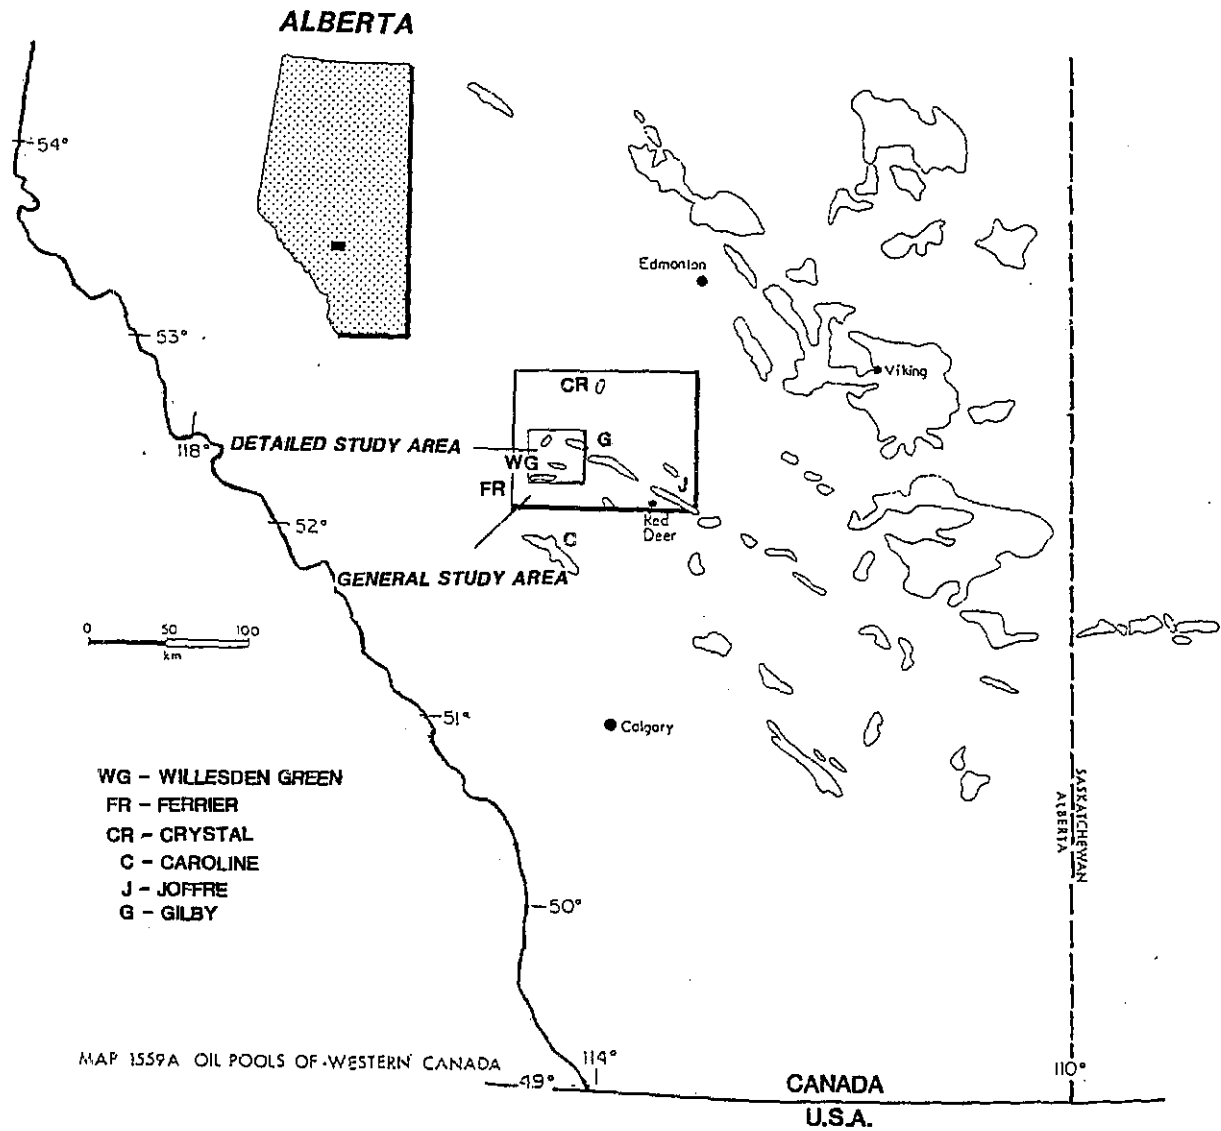 ALBERTA
54°
Edmonton
53°
Viking
CR
118°
DETAILED STUDY AREA
G
WG
FR
J
Red
Deer
52°
C
GENERAL STUDY AREA
0 50 100
km
51°
Calgary
WG - WILLESDEN GREEN
FR - FERRIER
CR - CRYSTAL
C - CAROLINE
J - JOFFRE
G - GILBY
SASKATCHEWAN
ALBERTA
50°
MAP 1559A OIL POOLS OF WESTERN CANADA
114°
110°
49°
CANADA
U.S.A.